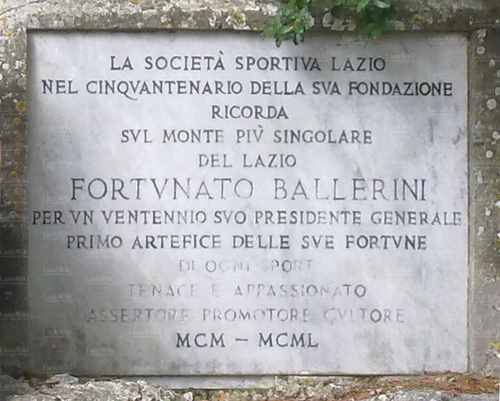 LA SOCIETÀ SPORTIVA LAZIO
NEL CINQVANTENARIO DELLA SVA FONDAZIONE
RICORDA
SVL MONTE PIÙ SINGOLARE
DEL LAZIO
FORTVNATO BALLERINI
PER VN VENTENNIO SVO PRESIDENTE GENERALE
PRIMO ARTEFICE DELLE SVE FORTVNE
DI OGNI SPORT
TENACE E APPASSIONATO
ASSERTORE PROMOTORE CVLTORE
MCM – MCML